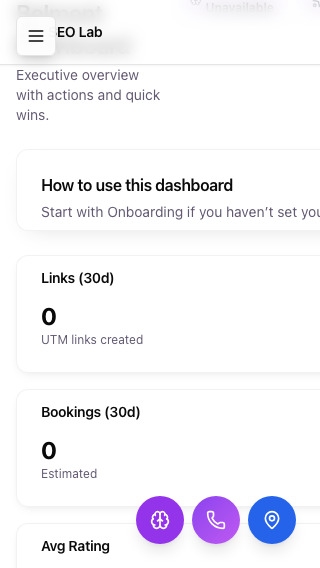 Unavailable
SEO Lab
Executive overview
with actions and quick
wins.
How to use this dashboard
Start with Onboarding if you haven't set you
Links (30d)
0
UTM links created
Bookings (30d)
0
Estimated
Avg Rating